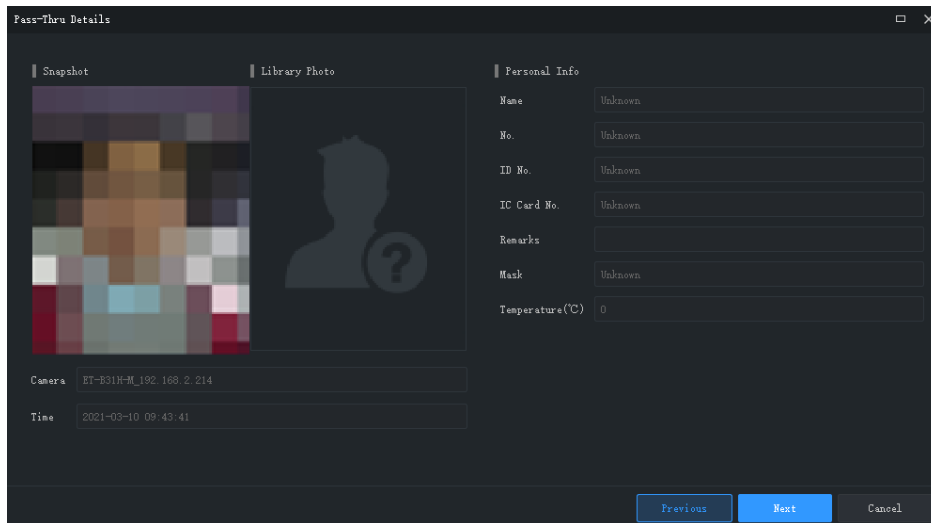 Pass-Thru Details
Snapshot
Library Photo
Personal Info
Name Unknown
No. Unknown
ID No. Unknown
IC Card No. Unknown
Remarks
Mask Unknown
Temperature(℃) 0
?
Camera ET-B31H-M_192.168.2.214
Time 2021-03-10 09:43:41
Previous Next Cancel